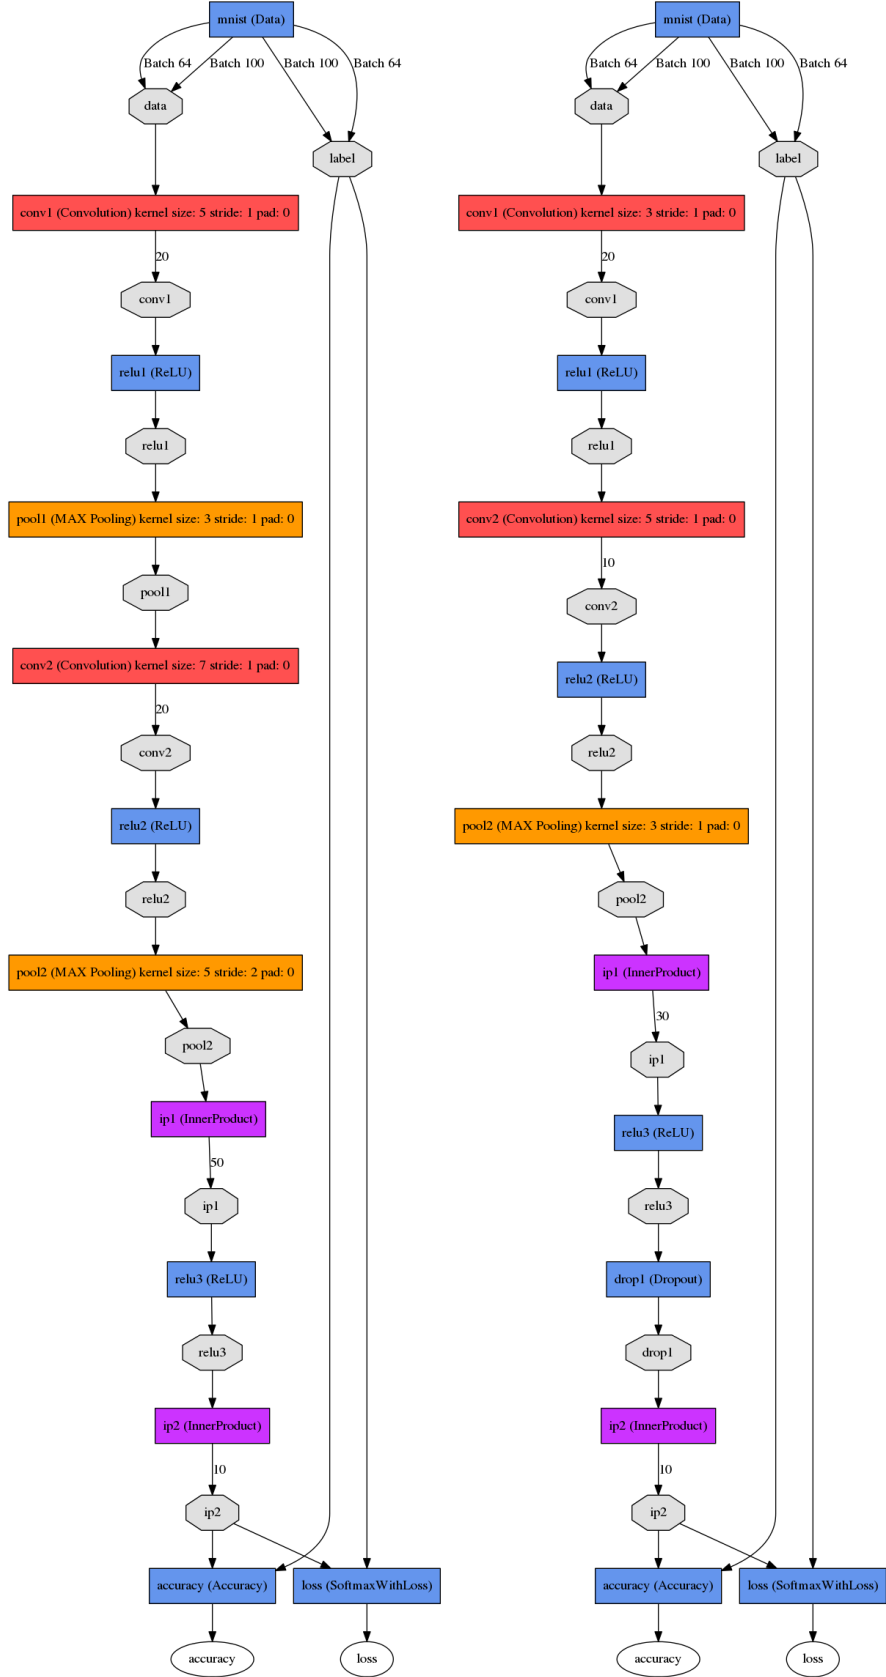 mnist (Data)
Batch 64
Batch 100
Batch 100
Batch 64
data
label
conv1 (Convolution) kernel size: 5 stride: 1 pad: 0
20
conv1
relu1 (ReLU)
relu1
pool1 (MAX Pooling) kernel size: 3 stride: 1 pad: 0
pool1
conv2 (Convolution) kernel size: 7 stride: 1 pad: 0
20
conv2
relu2 (ReLU)
relu2
pool2 (MAX Pooling) kernel size: 5 stride: 2 pad: 0
pool2
ip1 (InnerProduct)
50
ip1
relu3 (ReLU)
relu3
ip2 (InnerProduct)
10
ip2
accuracy (Accuracy)
loss (SoftmaxWithLoss)
accuracy
loss
mnist (Data)
Batch 64
Batch 100
Batch 100
Batch 64
data
label
conv1 (Convolution) kernel size: 3 stride: 1 pad: 0
20
conv1
relu1 (ReLU)
relu1
conv2 (Convolution) kernel size: 5 stride: 1 pad: 0
10
conv2
relu2 (ReLU)
relu2
pool2 (MAX Pooling) kernel size: 3 stride: 1 pad: 0
pool2
ip1 (InnerProduct)
30
ip1
relu3 (ReLU)
relu3
drop1 (Dropout)
drop1
ip2 (InnerProduct)
10
ip2
accuracy (Accuracy)
loss (SoftmaxWithLoss)
accuracy
loss